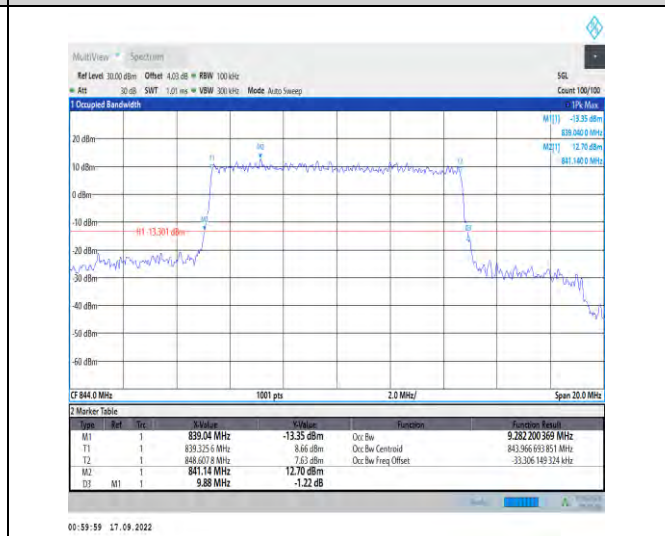 MultiView Spectrum
Ref Level 30.00 dBm Offset 4.03 dB RBW 100 kHz SGL
Att 30 dB SWT 1.01 ms VBW 300 kHz Mode Auto Sweep Count 100/100
1 Occupied Bandwidth 1Pk Max
M1[1] -13.35 dBm
839.040 0 MHz
M2[1] 12.70 dBm
841.140 0 MHz
20 dBm
M2
T1 T2
10 dBm
0 dBm
M1
-10 dBm
H1 -13.301 dBm D3
-20 dBm
-30 dBm
-40 dBm
-50 dBm
-60 dBm
CF 844.0 MHz 1001 pts 2.0 MHz/ Span 20.0 MHz
2 Marker Table
Type Ref Trc X-Value Y-Value Function Function Result
M1 1 839.04 MHz -13.35 dBm Occ Bw 9.282 200 369 MHz
T1 1 839.325 6 MHz 8.66 dBm Occ Bw Centroid 843.966 693 851 MHz
T2 1 848.607 8 MHz 7.63 dBm Occ Bw Freq Offset -33.306 149 324 kHz
M2 1 841.14 MHz 12.70 dBm
D3 M1 1 9.88 MHz -1.22 dB
00:59:59 17.09.2022